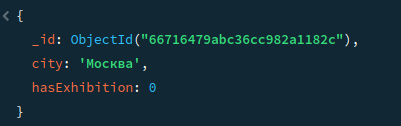 < {
_id: ObjectId("66716479abc36cc982a1182c"),
city: 'Москва',
hasExhibition: 0
}